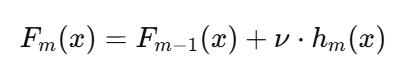 F_m(x) = F_{m−1}(x) + ν · h_m(x)